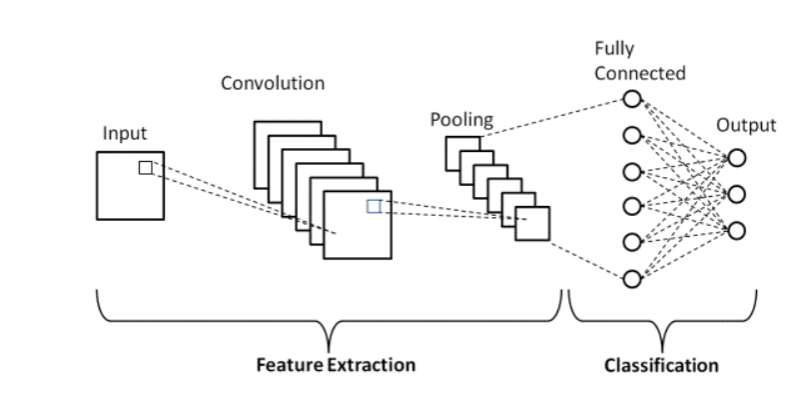 Fully
Connected
Convolution
Pooling
Output
Input
Feature Extraction
Classification